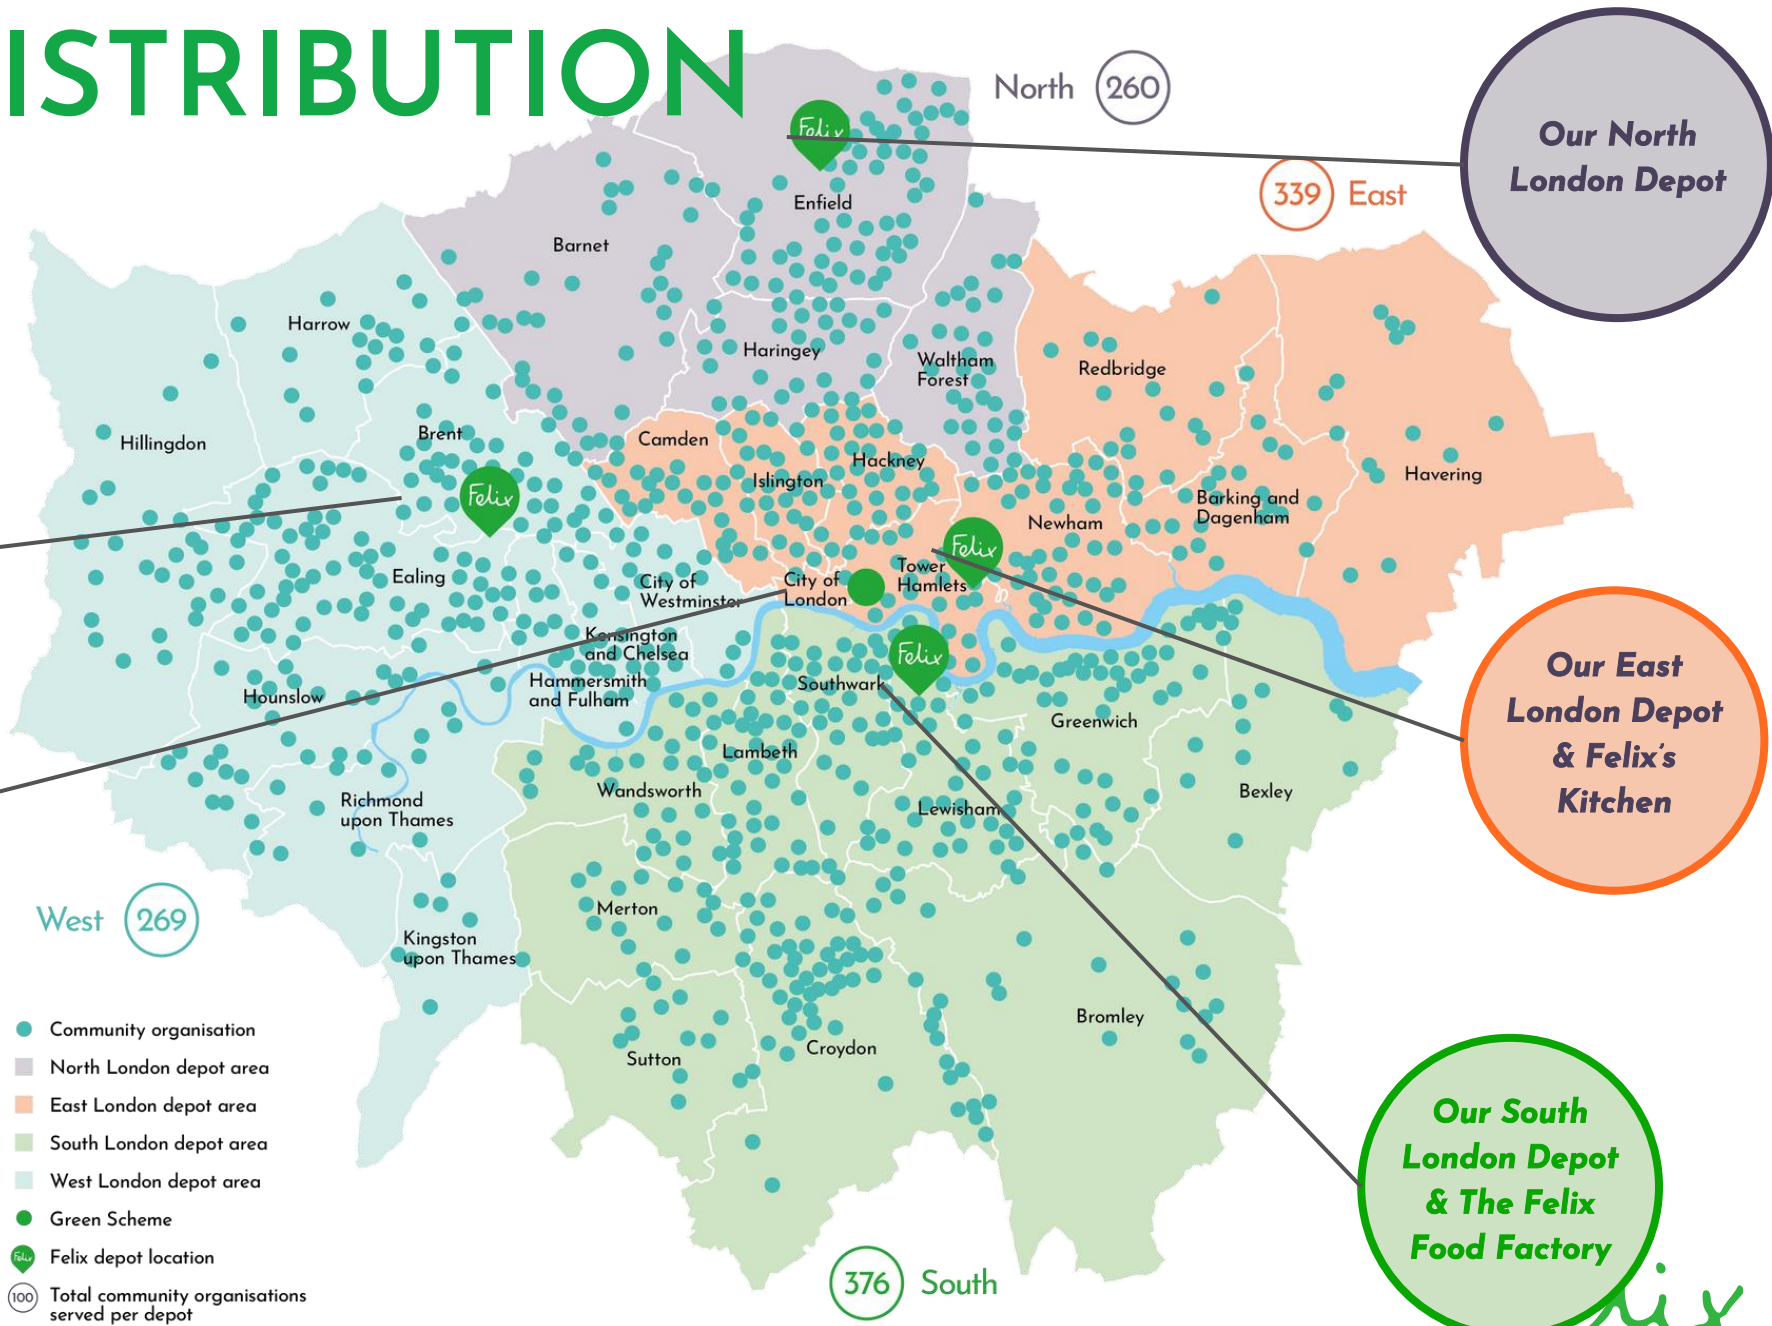 ISTRIBUTION
North 260
Our North
London Depot
339 East
Felix
Enfield
Barnet
Harrow
Haringey
Waltham
Forest
Redbridge
Hillingdon
Brent
Camden
Hackney
Islington
Havering
Felix
Barking and
Dagenham
Newham
Felix
Ealing
City of
Westminster
City of
London
Tower
Hamlets
Kensington
and Chelsea
Felix
Hammersmith
and Fulham
Southwark
Hounslow
Greenwich
Our East
London Depot
& Felix's
Kitchen
Lambeth
Wandsworth
Bexley
Richmond
upon Thames
Lewisham
West 269
Merton
Kingston
upon Thames
Bromley
Croydon
Sutton
Community organisation
North London depot area
East London depot area
South London depot area
West London depot area
Green Scheme
Felix Felix depot location
100 Total community organisations
served per depot
376 South
Our South
London Depot
& The Felix
Food Factory